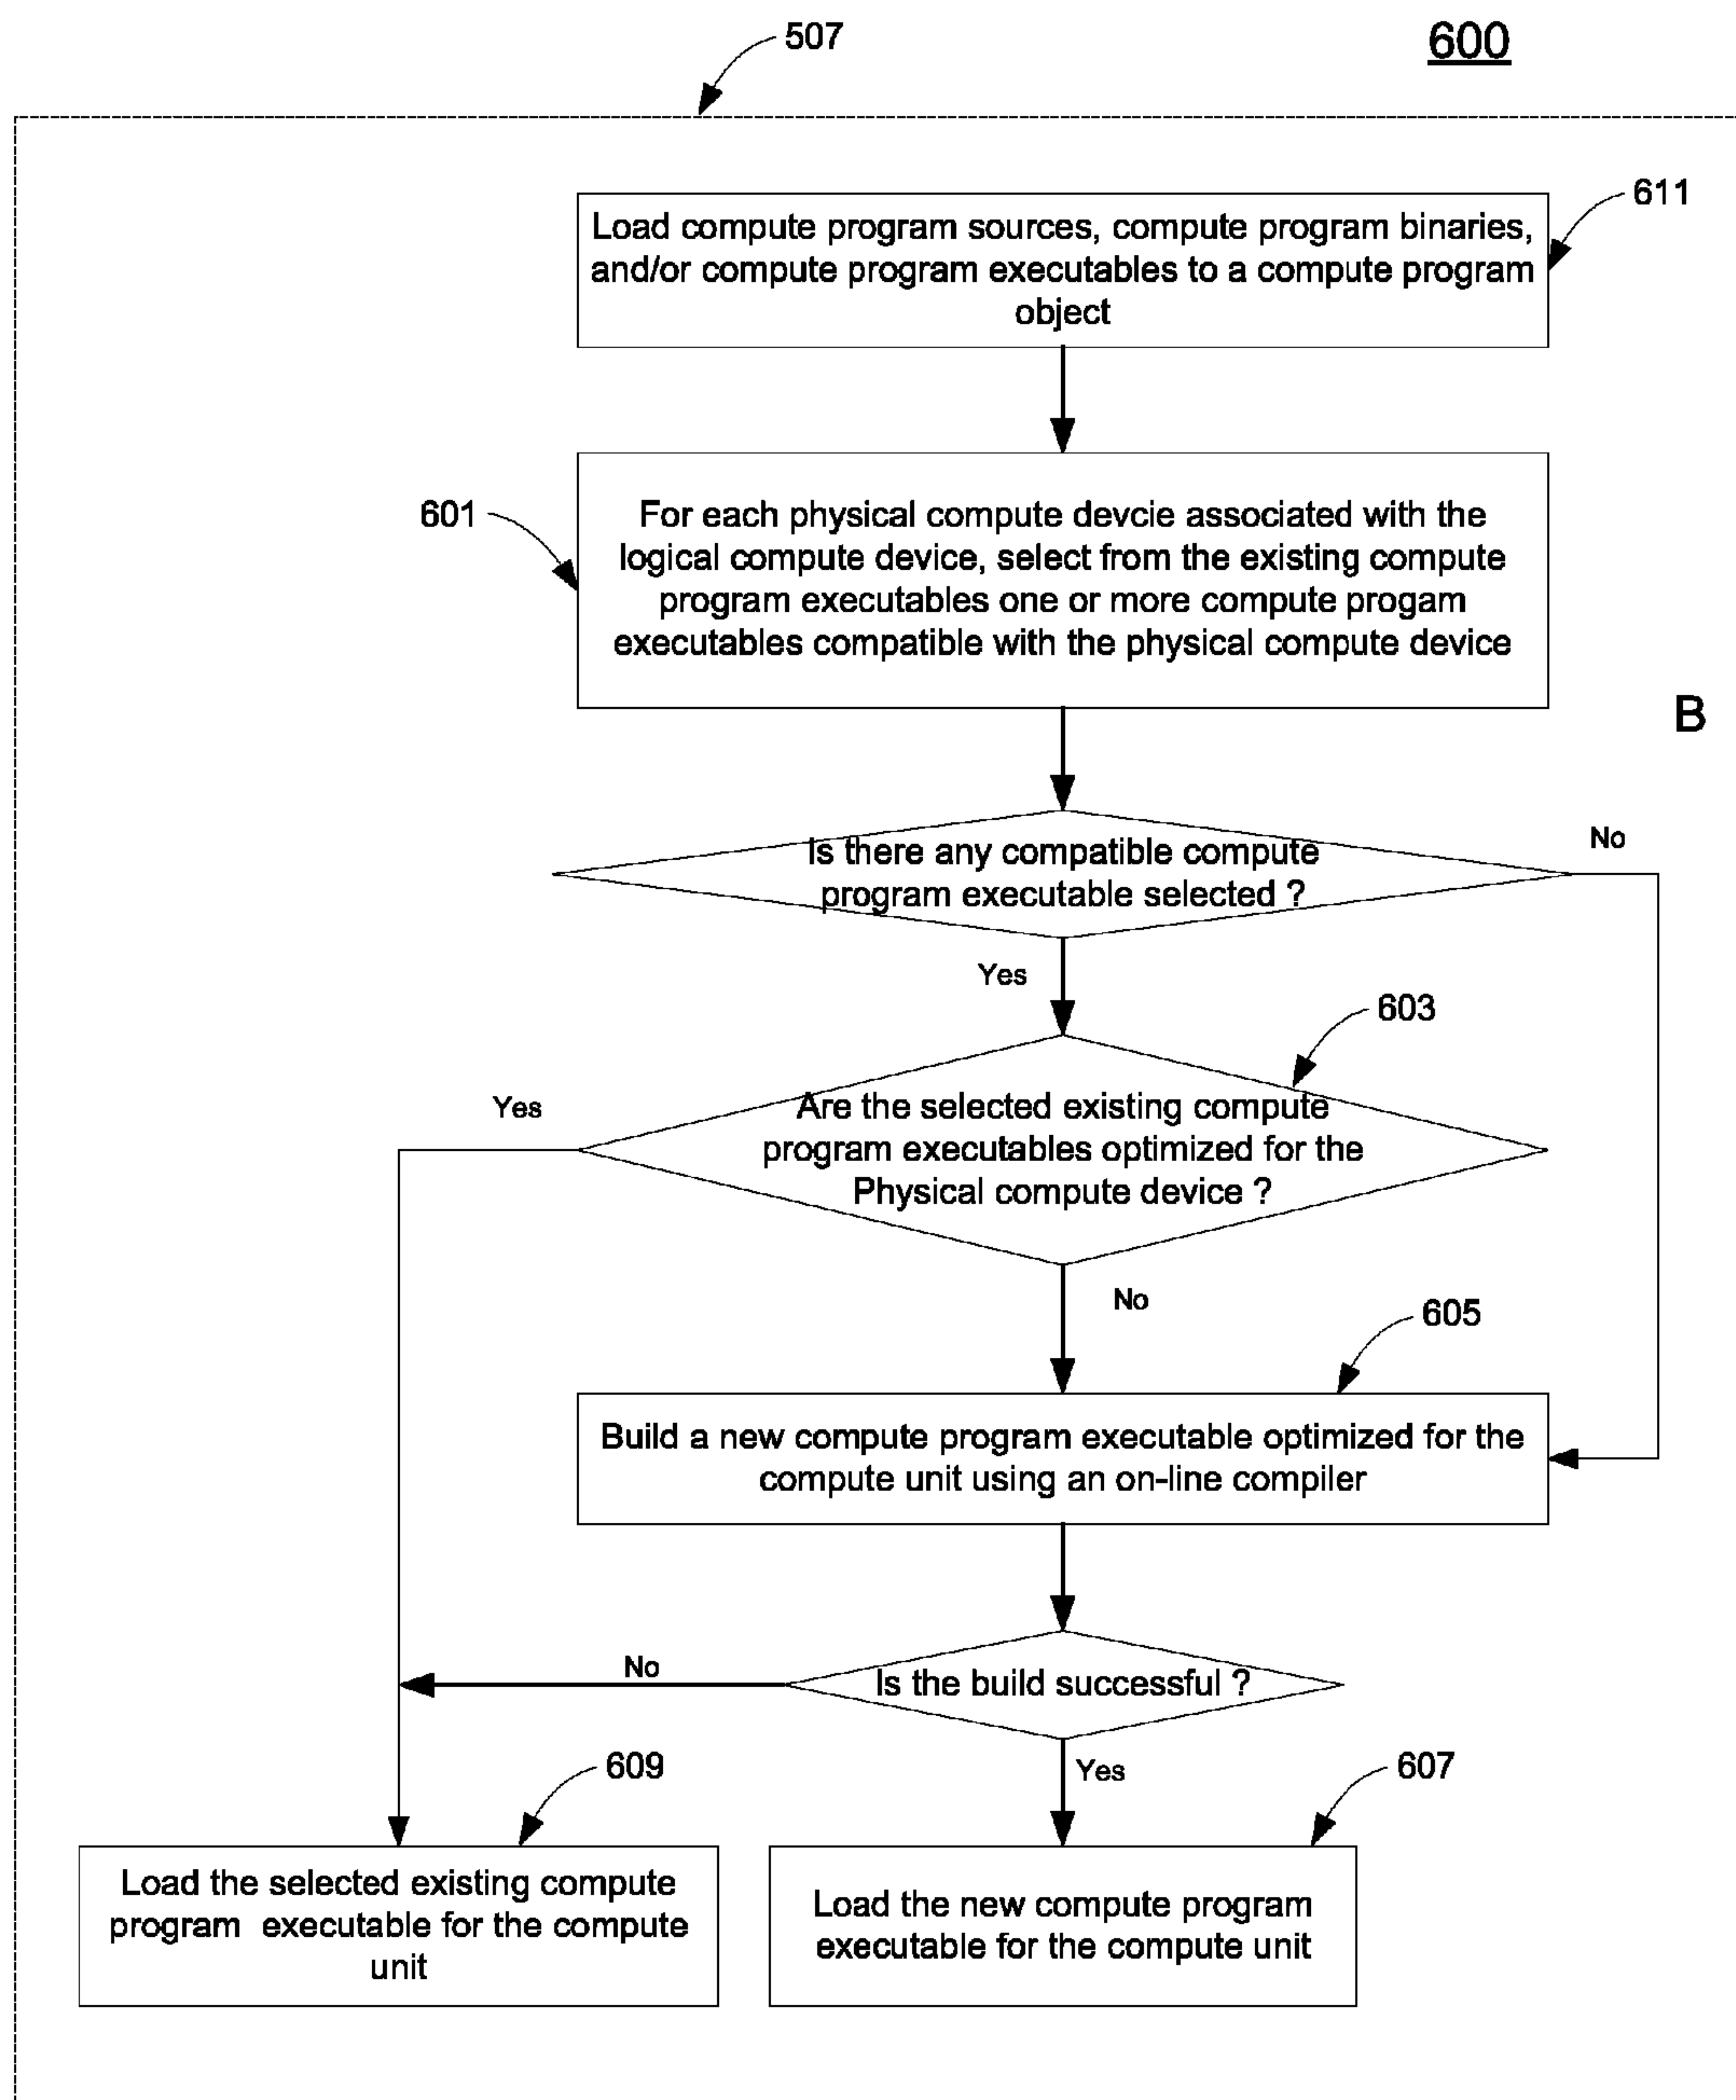 507
600
611
Load compute program sources, compute program binaries,
and/or compute program executables to a compute program
object
601
For each physical compute devcie associated with the
logical compute device, select from the existing compute
program executables one or more compute progam
executables compatible with the physical compute device
B
Is there any compatible compute
program executable selected ?
No
Yes
603
Yes
Are the selected existing compute
program executables optimized for the
Physical compute device ?
No
605
Build a new compute program executable optimized for the
compute unit using an on-line compiler
No
Is the build successful ?
609
Yes
607
Load the selected existing compute
program executable for the compute
unit
Load the new compute program
executable for the compute unit